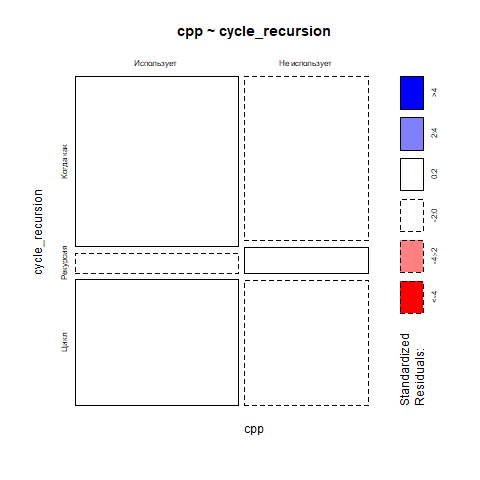 cpp ~ cycle_recursion
Использует
Не использует
Когда как
Рекурсия
Цикл
cycle_recursion
cpp
>4
2:4
0:2
-2:0
-4:-2
<-4
Standardized
Residuals: